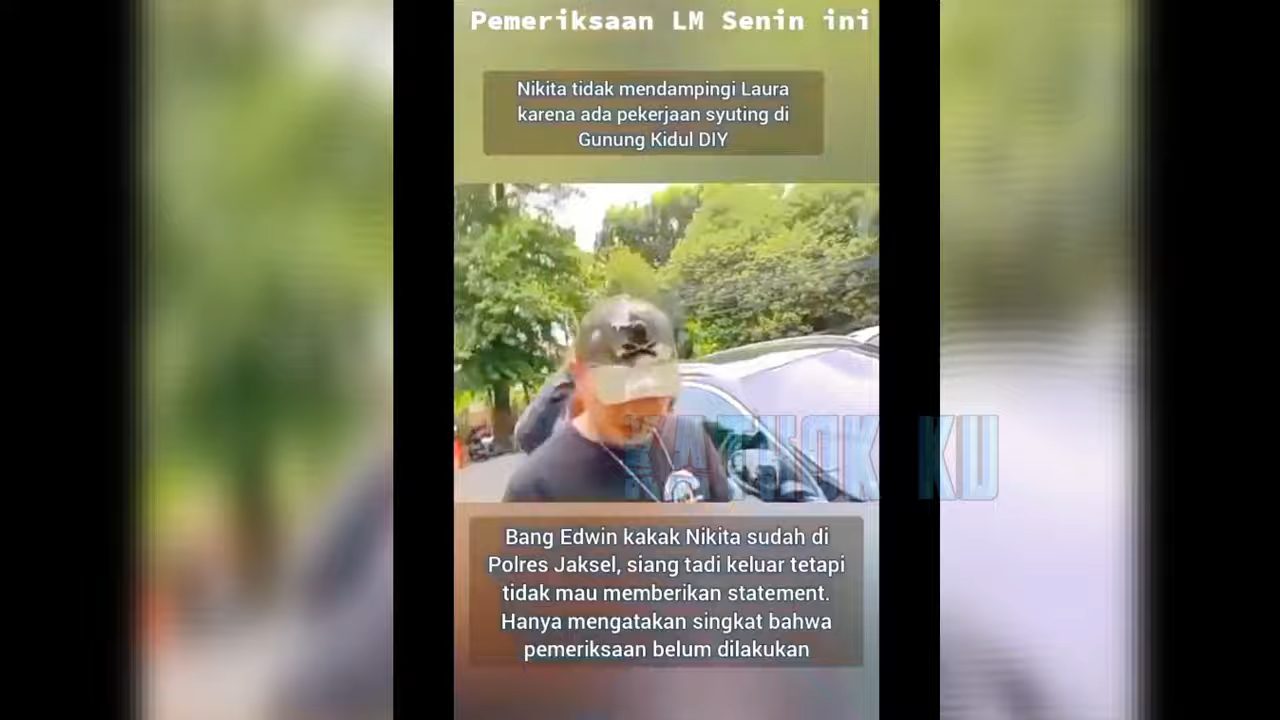 Pemeriksaan LM Senin ini
Nikita tidak mendampingi Laura
karena ada pekerjaan syuting di
Gunung Kidul DIY
KATHOK KU
Bang Edwin kakak Nikita sudah di
Polres Jaksel, siang tadi keluar tetapi
tidak mau memberikan statement.
Hanya mengatakan singkat bahwa
pemeriksaan belum dilakukan